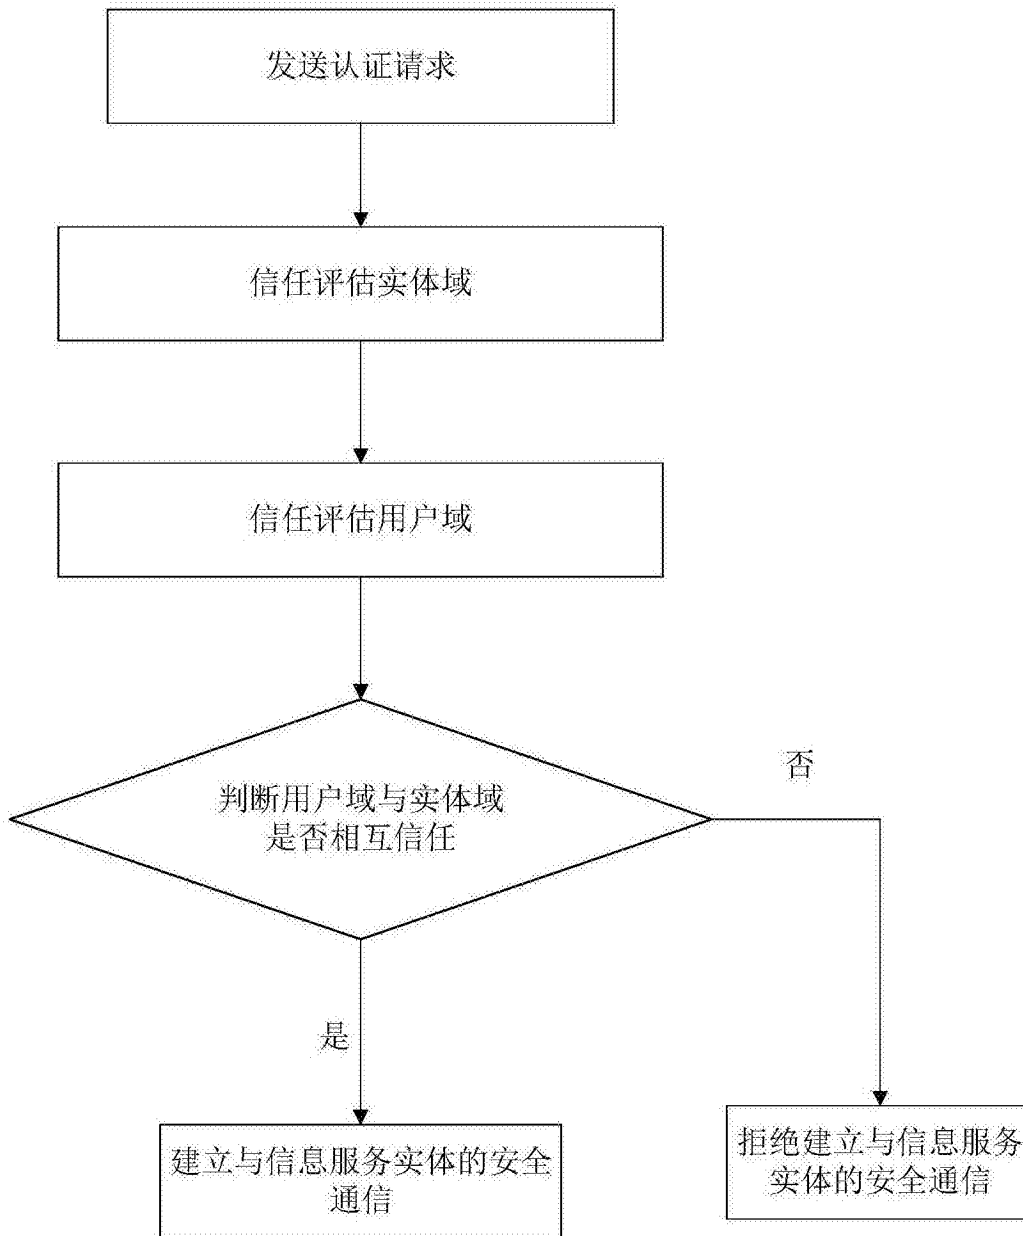 发送认证请求
信任评估实体域
信任评估用户域
否
判断用户域与实体域
是否相互信任
是
建立与信息服务实体的安全
通信
拒绝建立与信息服务
实体的安全通信